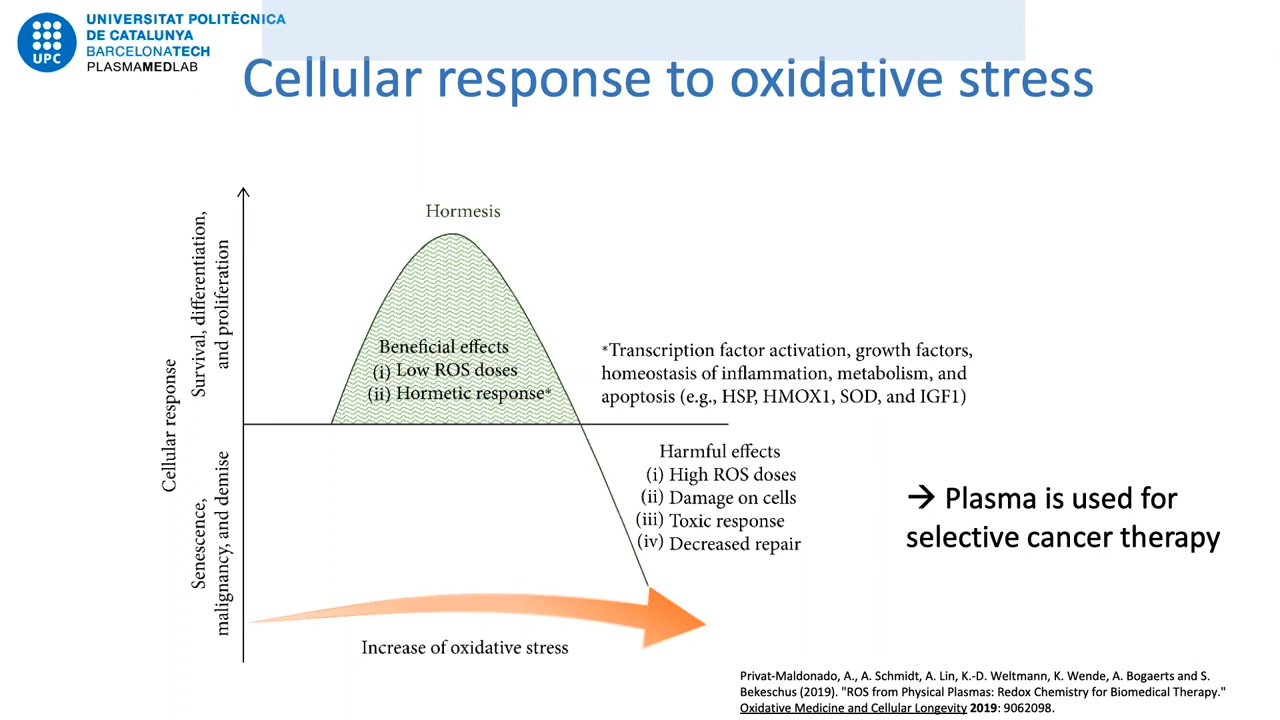 UNIVERSITAT POLITÈCNICA
DE CATALUNYA
BARCELONATECH
PLASMAMEDLAB
UPC
Cellular response to oxidative stress
Hormesis
Cellular response
Survival, differentiation,
and proliferation
Senescence,
malignancy, and demise
Beneficial effects
(i) Low ROS doses
(ii) Hormetic response*
*Transcription factor activation, growth factors,
homeostasis of inflammation, metabolism, and
apoptosis (e.g., HSP, HMOX1, SOD, and IGF1)
Harmful effects
(i) High ROS doses
(ii) Damage on cells
(iii) Toxic response
(iv) Decreased repair
→ Plasma is used for
selective cancer therapy
Increase of oxidative stress
Privat-Maldonado, A., A. Schmidt, A. Lin, K.-D. Weltmann, K. Wende, A. Bogaerts and S.
Bekeschus (2019). "ROS from Physical Plasmas: Redox Chemistry for Biomedical Therapy."
Oxidative Medicine and Cellular Longevity 2019: 9062098.